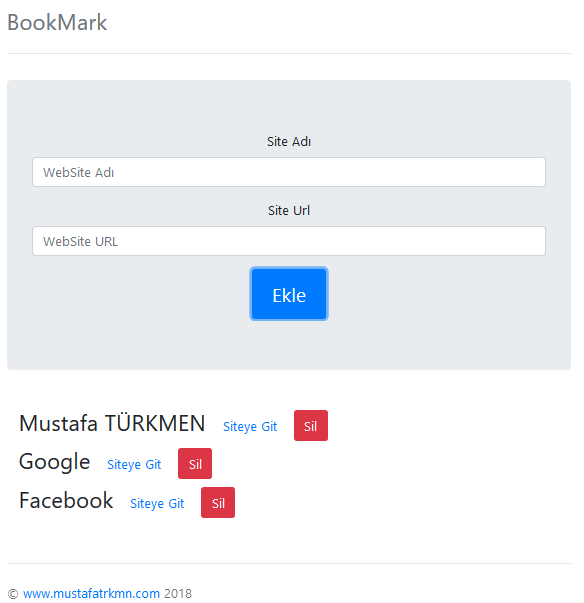 BookMark
Site Adı
WebSite Adı
Site Url
WebSite URL
Ekle
Mustafa TÜRKMEN Siteye Git Sil
Google Siteye Git Sil
Facebook Siteye Git Sil
© www.mustafatrkmn.com 2018